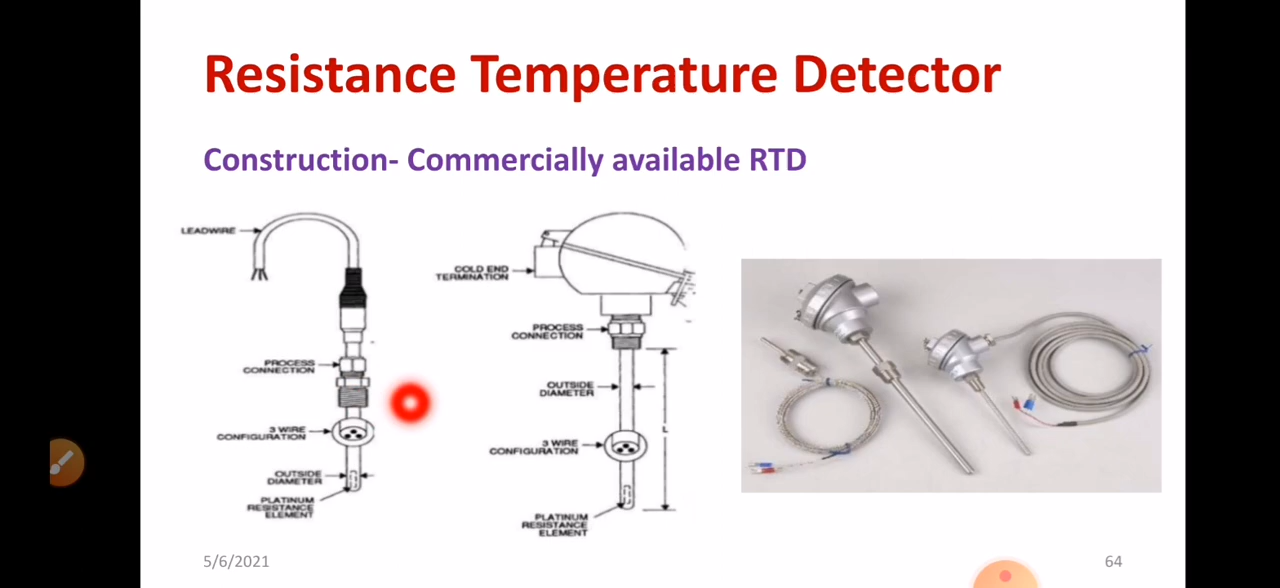 Resistance Temperature Detector
Construction- Commercially available RTD
LEADWIRE
PROCESS
CONNECTION
3 WIRE
CONFIGURATION
OUTSIDE
DIAMETER
PLATINUM
RESISTANCE
ELEMENT
COLD END
TERMINATION
PROCESS
CONNECTION
OUTSIDE
DIAMETER
L
3 WIRE
CONFIGURATION
PLATINUM
RESISTANCE
ELEMENT
5/6/2021
64